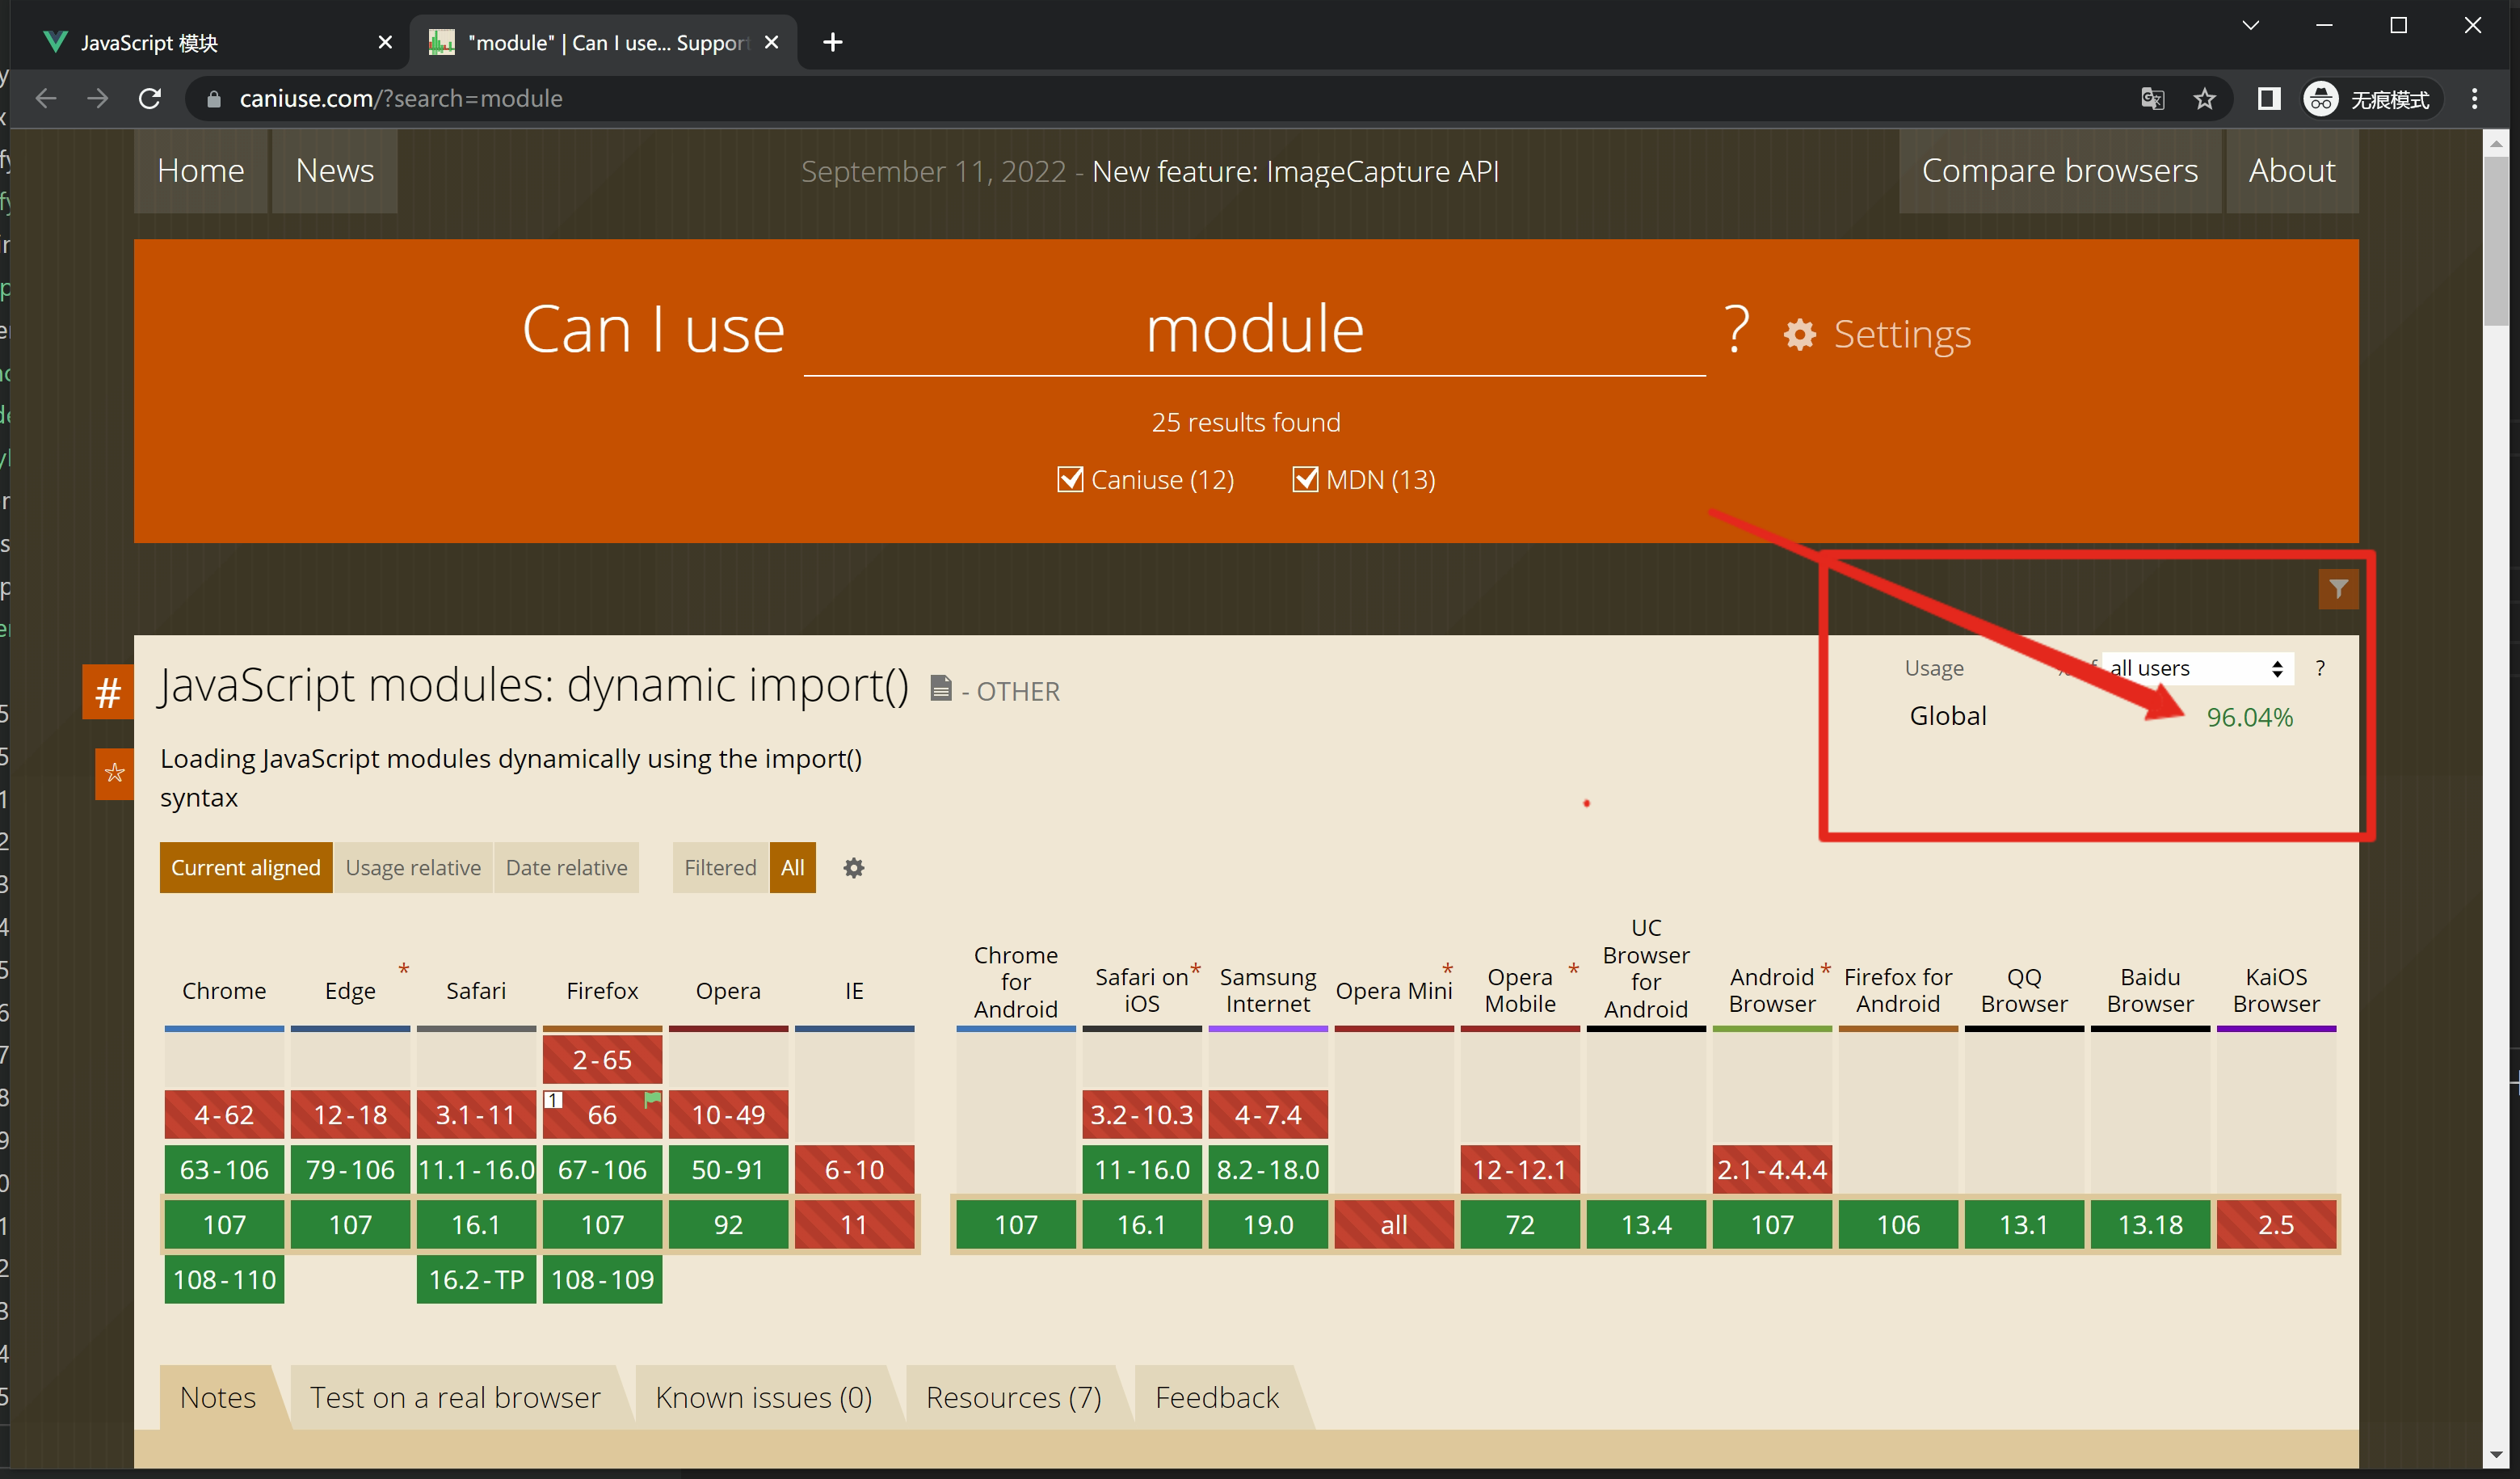 JavaScript 模块
"module" | Can I use... Support
caniuse.com/?search=module
无痕模式
Home
News
September 11, 2022 - New feature: ImageCapture API
Compare browsers
About
Can I use
module
?
Settings
25 results found
Caniuse (12)
MDN (13)
#
JavaScript modules: dynamic import()
- OTHER
Usage
all users
?
Global
96.04%
Loading JavaScript modules dynamically using the import()
syntax
Current aligned
Usage relative
Date relative
Filtered
All
Chrome
Edge *
Safari
Firefox
Opera
IE
Chrome for Android
Safari on iOS *
Samsung Internet
Opera Mini *
Opera Mobile *
UC Browser for Android
Android Browser *
Firefox for Android
QQ Browser
Baidu Browser
KaiOS Browser
2-65
4-62 12-18 3.1-11 1 66 10-49 3.2-10.3 4-7.4
63-106 79-106 11.1-16.0 67-106 50-91 6-10 11-16.0 8.2-18.0 12-12.1 2.1-4.4.4
107 107 16.1 107 92 11 107 16.1 19.0 all 72 13.4 107 106 13.1 13.18 2.5
108-110 16.2-TP 108-109
Notes
Test on a real browser
Known issues (0)
Resources (7)
Feedback